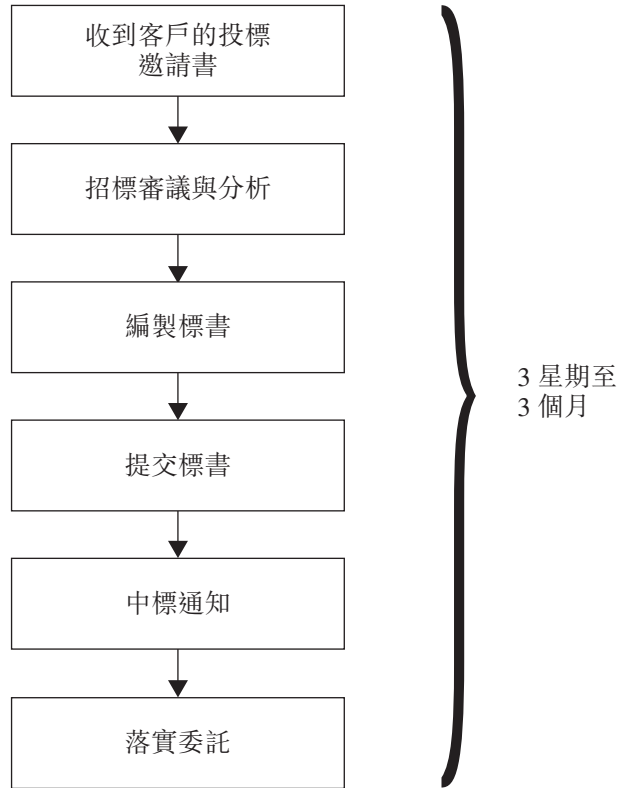 收到客戶的投標
邀請書
招標審議與分析
編製標書
提交標書
中標通知
落實委託
3 星期至
3 個月